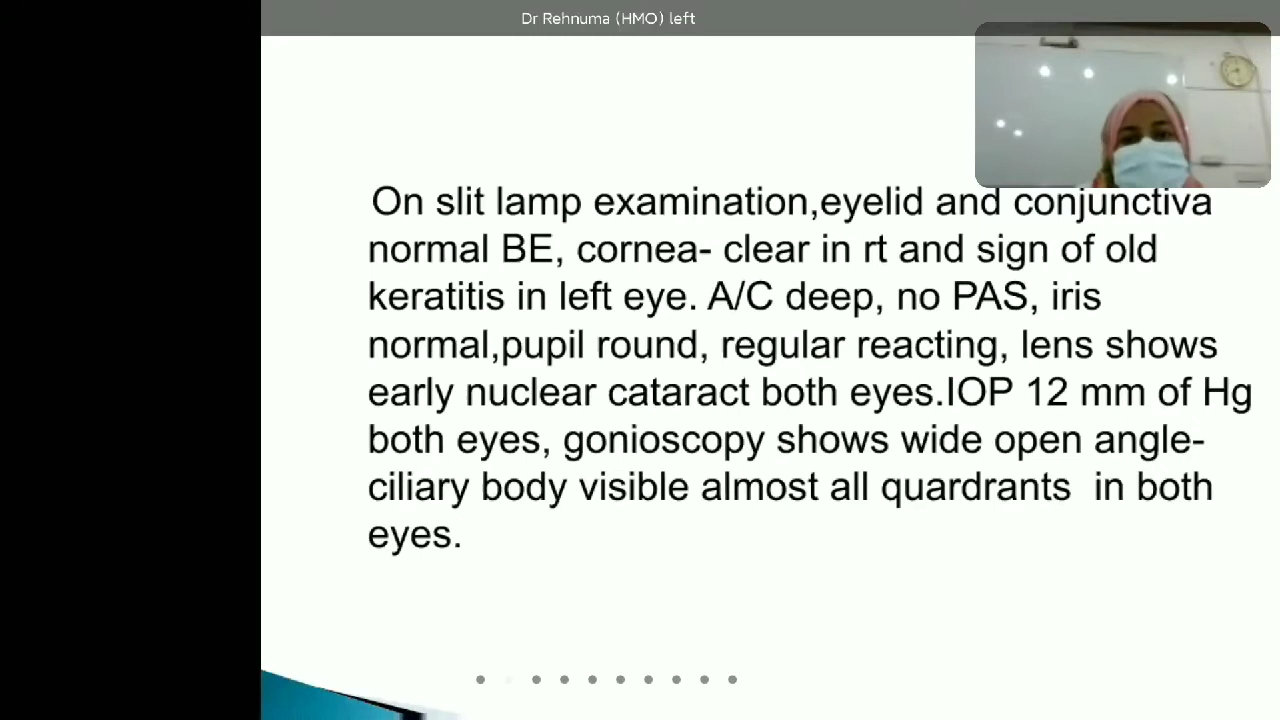 Dr Rehnuma (HMO) left
On slit lamp examination,eyelid and conjunctiva
normal BE, cornea- clear in rt and sign of old
keratitis in left eye. A/C deep, no PAS, iris
normal,pupil round, regular reacting, lens shows
early nuclear cataract both eyes.IOP 12 mm of Hg
both eyes, gonioscopy shows wide open angle-
ciliary body visible almost all quardrants  in both
eyes.